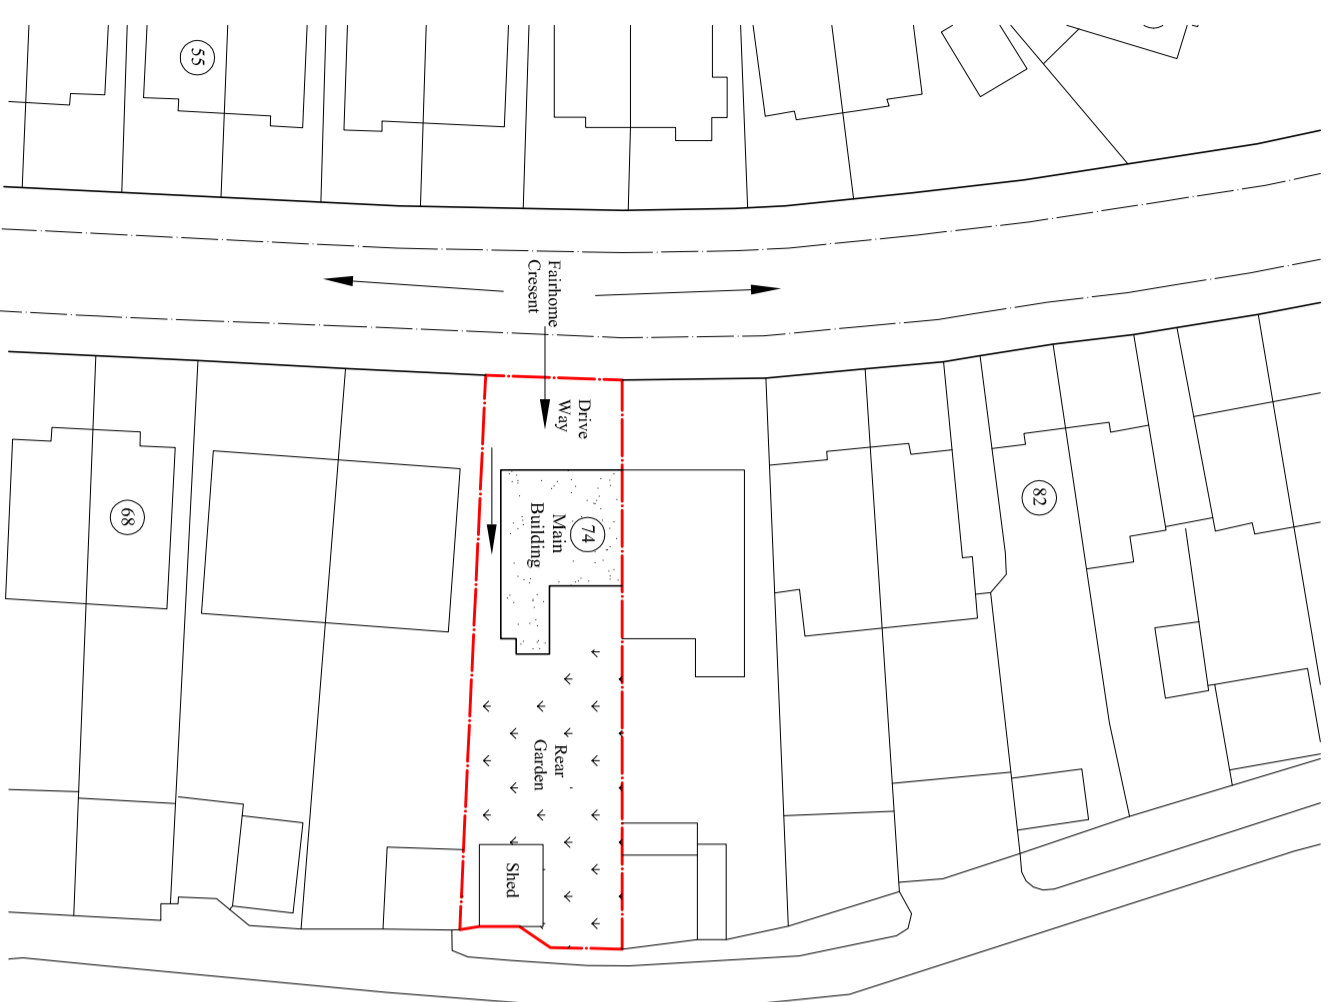 55
Fairhome
Cresent
Drive
Way
74
Main
Building
68
82
Rear
Garden
Shed